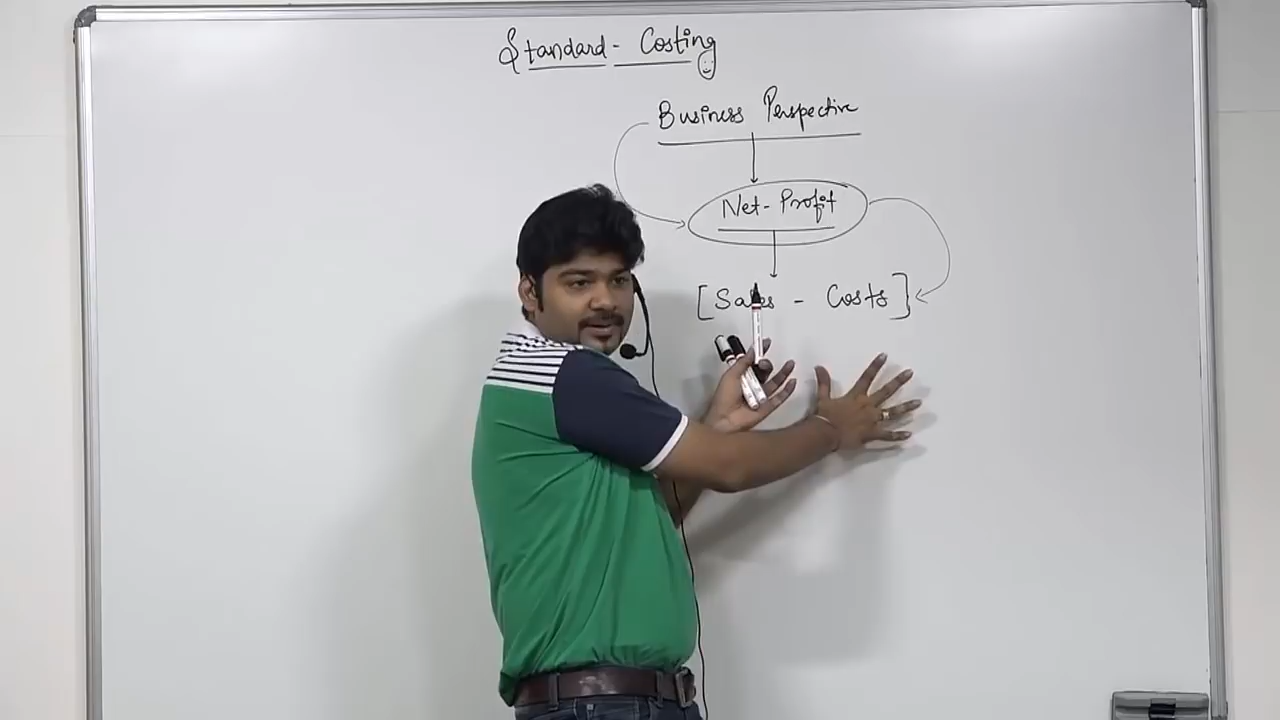 Standard - Costing
Business Perspective
Net - Profit
[Sales - Costs]